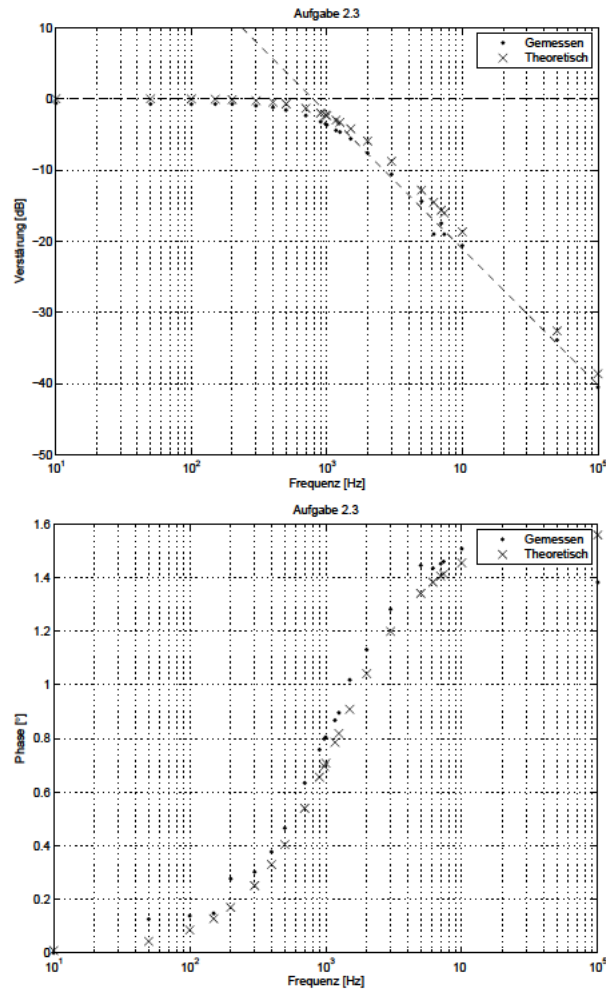 Aufgabe 2.3
10
0
−10
−20
−30
−40
−50
Verstärung [dB]
Gemessen
Theoretisch
10¹ 10² 10³ 10 10⁵
Frequenz [Hz]
Aufgabe 2.3
1.6
1.4
1.2
1
0.8
0.6
0.4
0.2
0
Phase [°]
Gemessen
Theoretisch
10¹ 10² 10³ 10 10⁵
Frequenz [Hz]